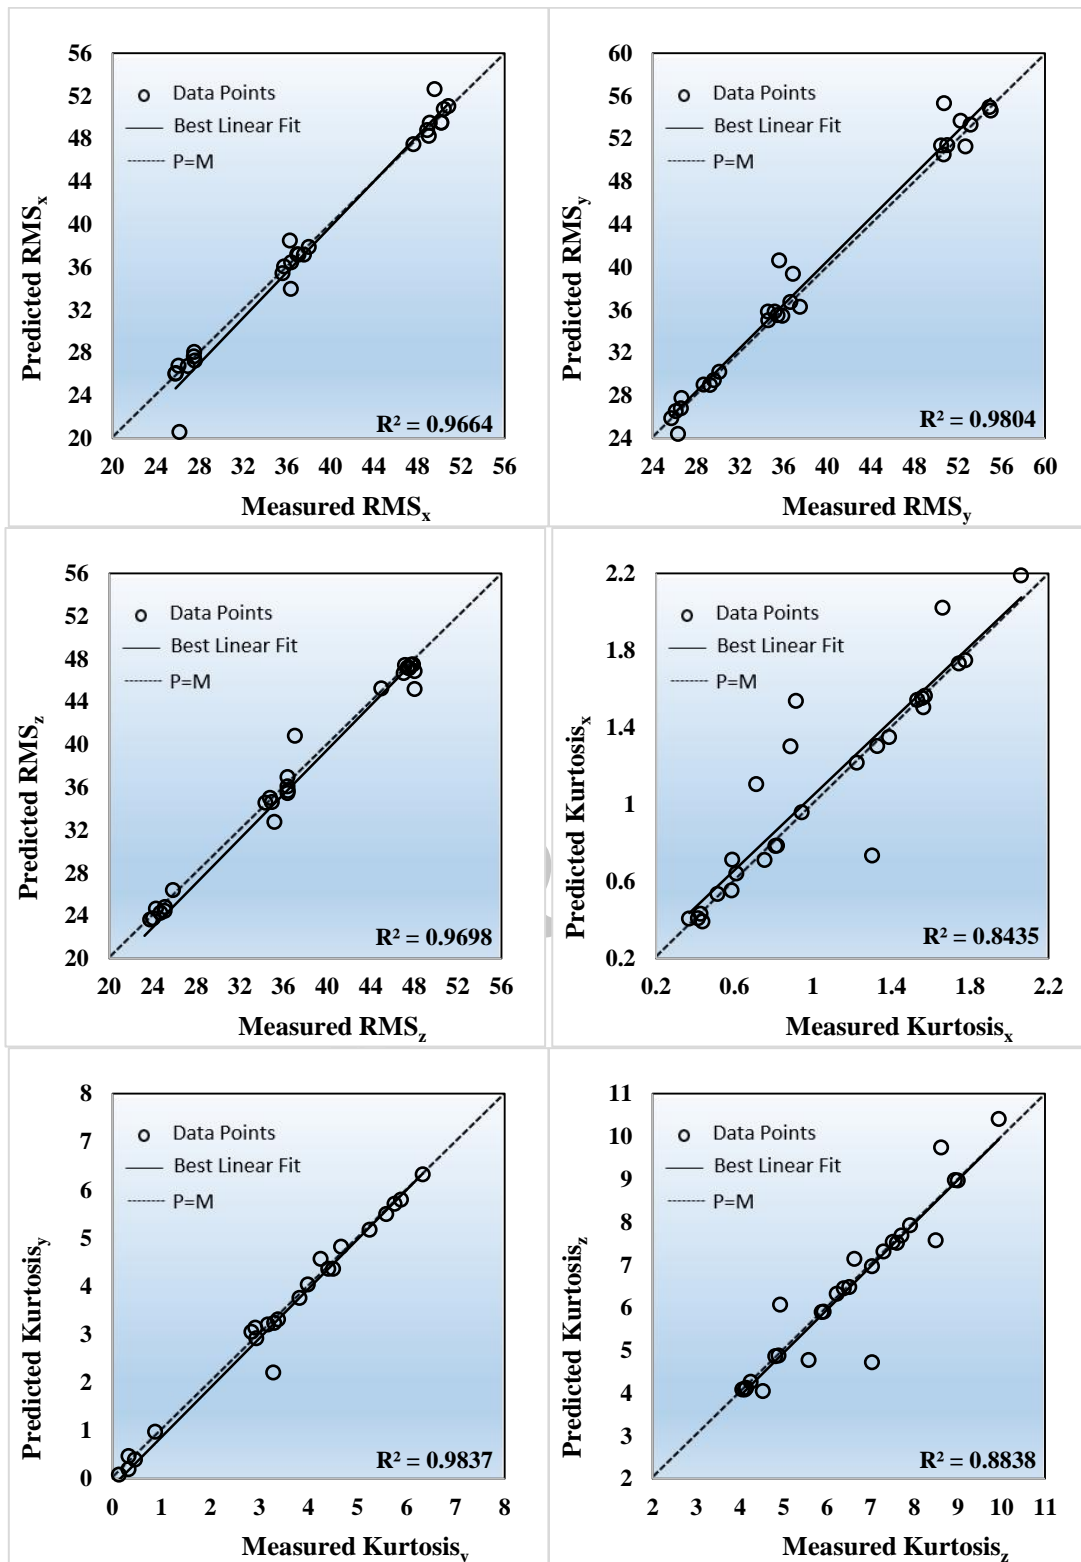 56
52
48
44
40
36
32
28
24
20
Data Points
Best Linear Fit
P=M
R² = 0.9664
20 24 28 32 36 40 44 48 52 56
Measured RMSx
Predicted RMSx
60
56
52
48
44
40
36
32
28
24
Data Points
Best Linear Fit
P=M
R² = 0.9804
24 28 32 36 40 44 48 52 56 60
Measured RMSy
Predicted RMSy
56
52
48
44
40
36
32
28
24
20
Data Points
Best Linear Fit
P=M
R² = 0.9698
20 24 28 32 36 40 44 48 52 56
Measured RMSz
Predicted RMSz
2.2
1.8
1.4
1
0.6
0.2
Data Points
Best Linear Fit
P=M
R² = 0.8435
0.2 0.6 1 1.4 1.8 2.2
Measured Kurtosisx
Predicted Kurtosisx
8
7
6
5
4
3
2
1
0
Data Points
Best Linear Fit
P=M
R² = 0.9837
0 1 2 3 4 5 6 7 8
Measured Kurtosisy
Predicted Kurtosisy
11
10
9
8
7
6
5
4
3
2
Data Points
Best Linear Fit
P=M
R² = 0.8838
2 3 4 5 6 7 8 9 10 11
Measured Kurtosisz
Predicted Kurtosisz